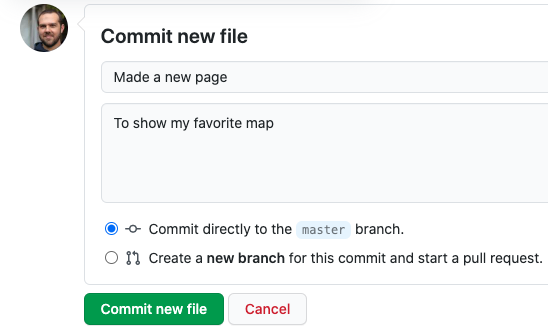 Commit new file
Made a new page
To show my favorite map
Commit directly to the master branch.
Create a new branch for this commit and start a pull request.
Commit new file
Cancel